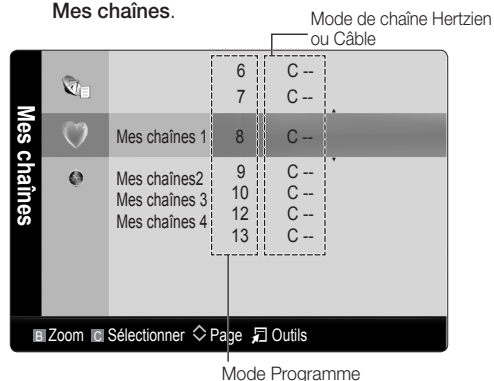 Mes chaînes.
Mode de chaîne Hertzien
ou Câble
Mes chaînes
6 C --
7 C --
Mes chaînes 1 8 C --
Mes chaînes2 9 C --
Mes chaînes 3 10 C --
Mes chaînes 4 12 C --
13 C --
B Zoom C Sélectionner Page Outils
Mode Programme